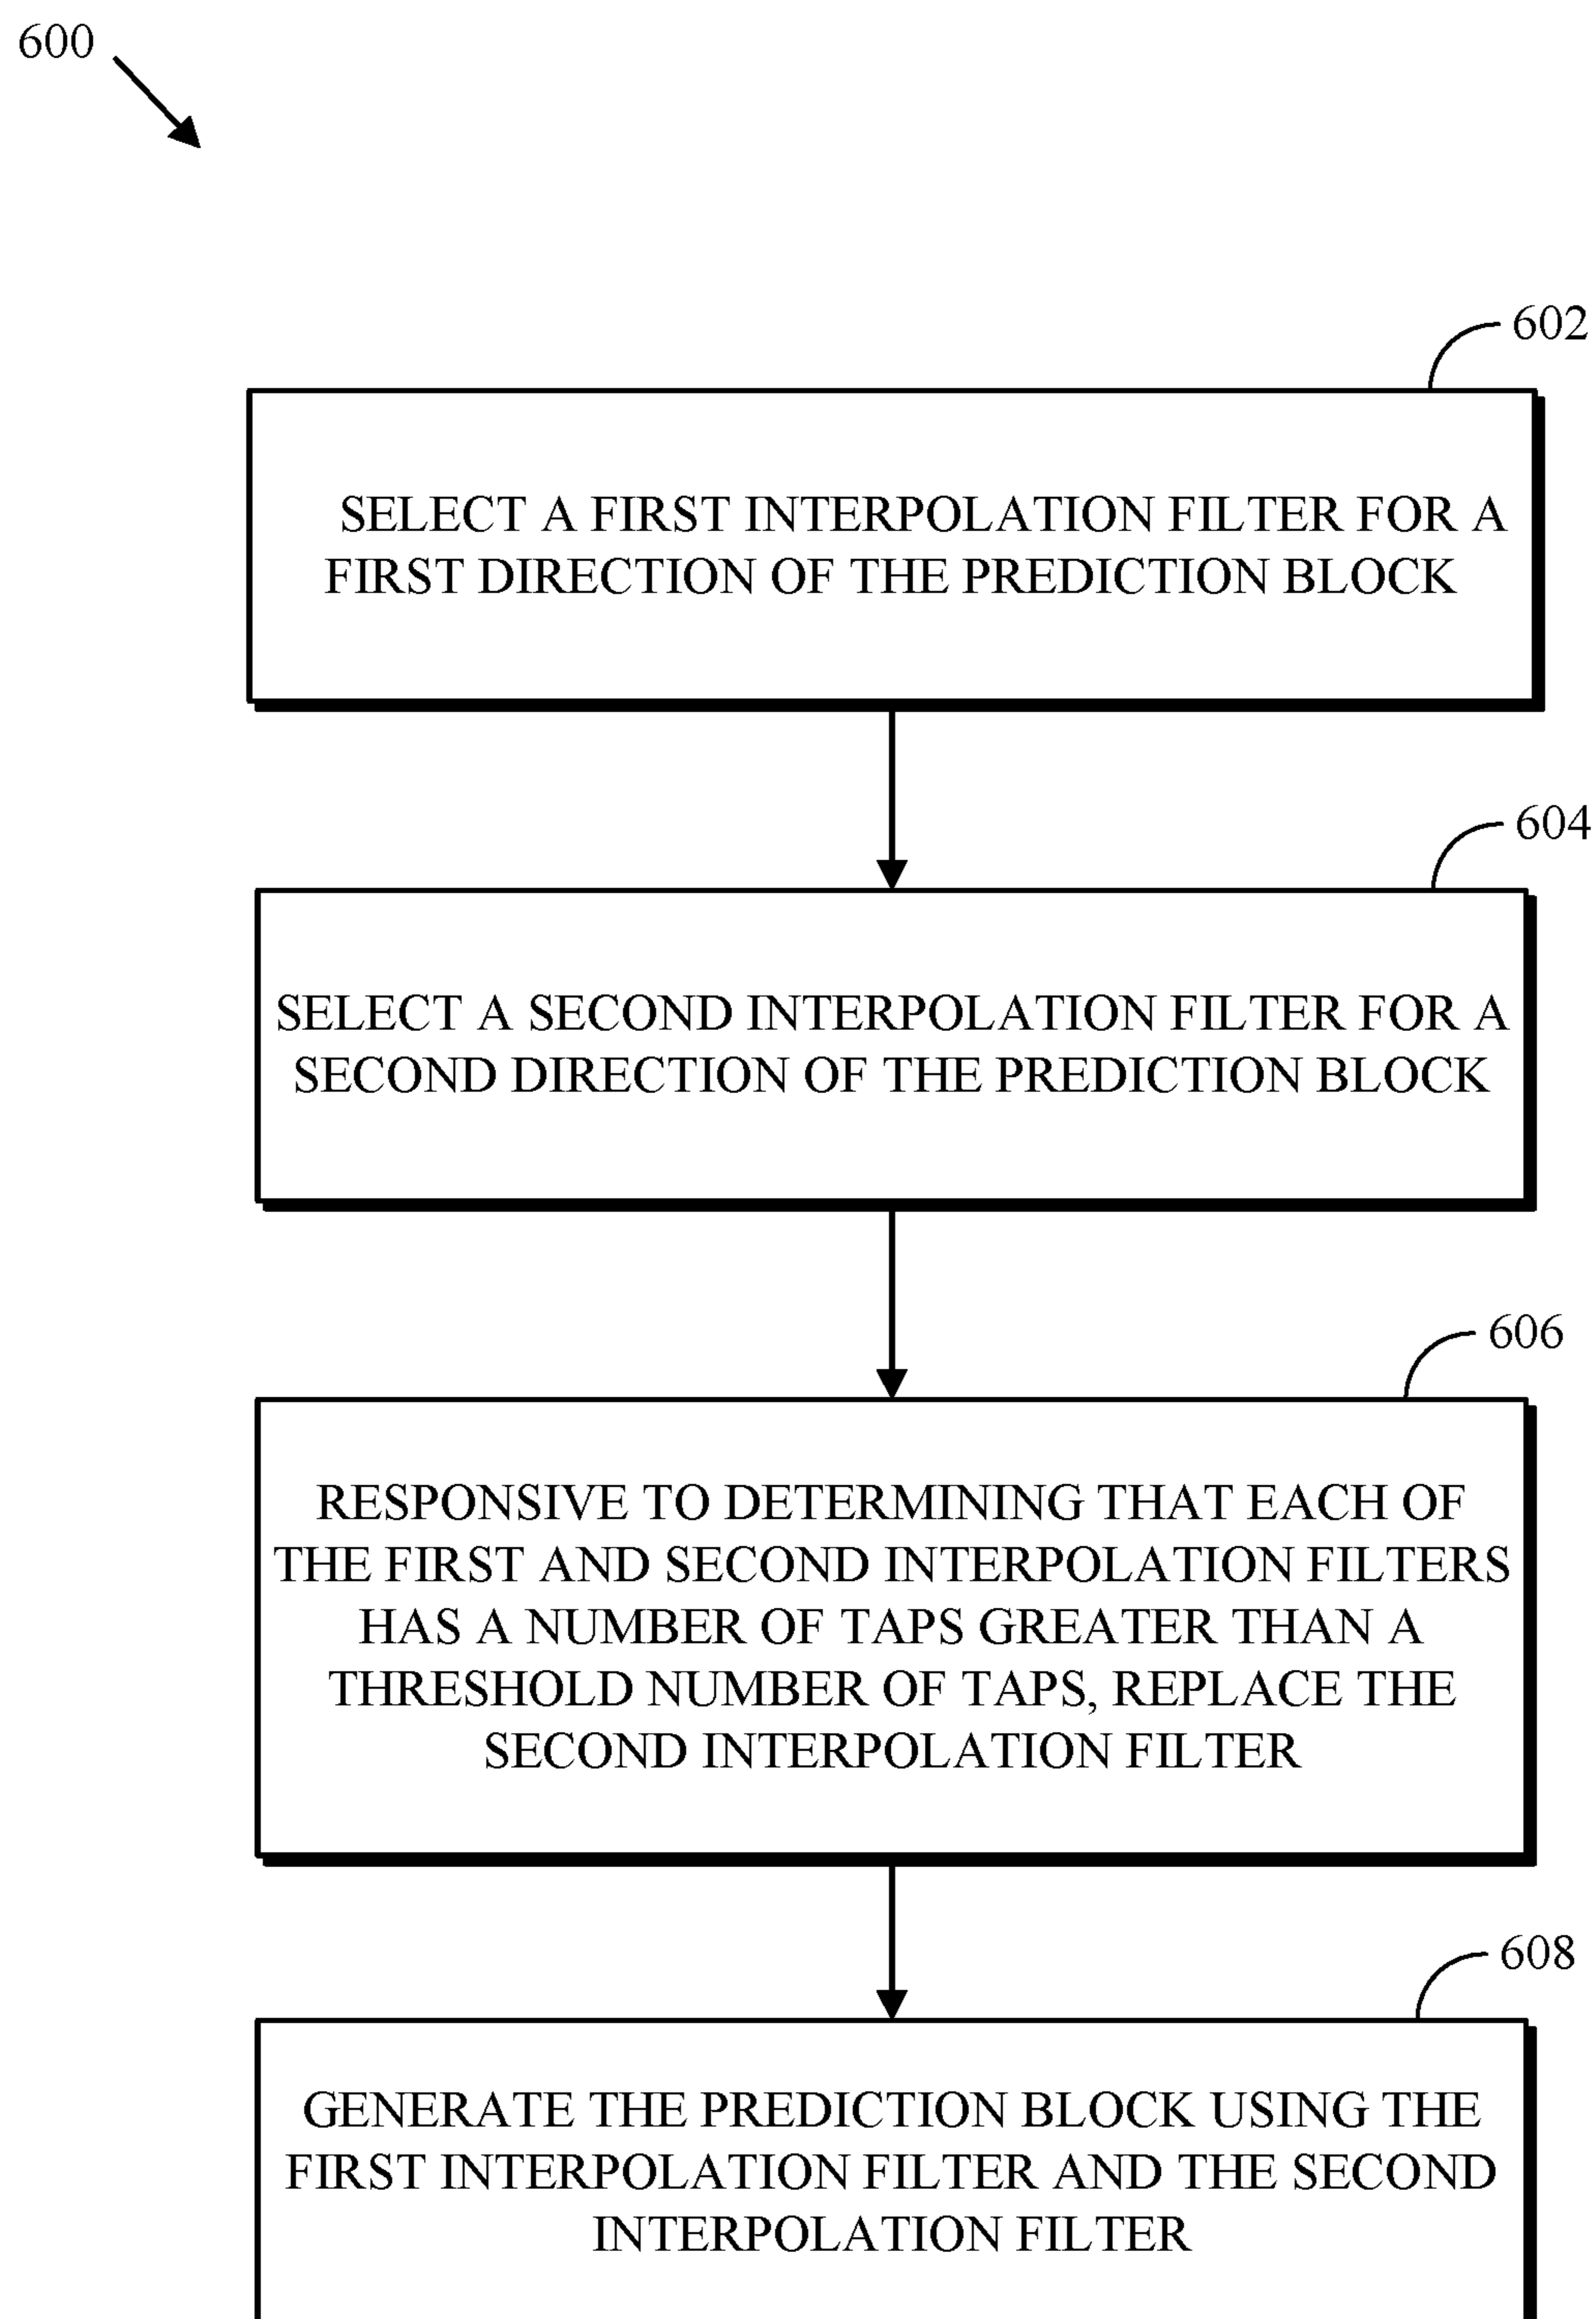 600
602
SELECT A FIRST INTERPOLATION FILTER FOR A
FIRST DIRECTION OF THE PREDICTION BLOCK
604
SELECT A SECOND INTERPOLATION FILTER FOR A
SECOND DIRECTION OF THE PREDICTION BLOCK
606
RESPONSIVE TO DETERMINING THAT EACH OF
THE FIRST AND SECOND INTERPOLATION FILTERS
HAS A NUMBER OF TAPS GREATER THAN A
THRESHOLD NUMBER OF TAPS, REPLACE THE
SECOND INTERPOLATION FILTER
608
GENERATE THE PREDICTION BLOCK USING THE
FIRST INTERPOLATION FILTER AND THE SECOND
INTERPOLATION FILTER